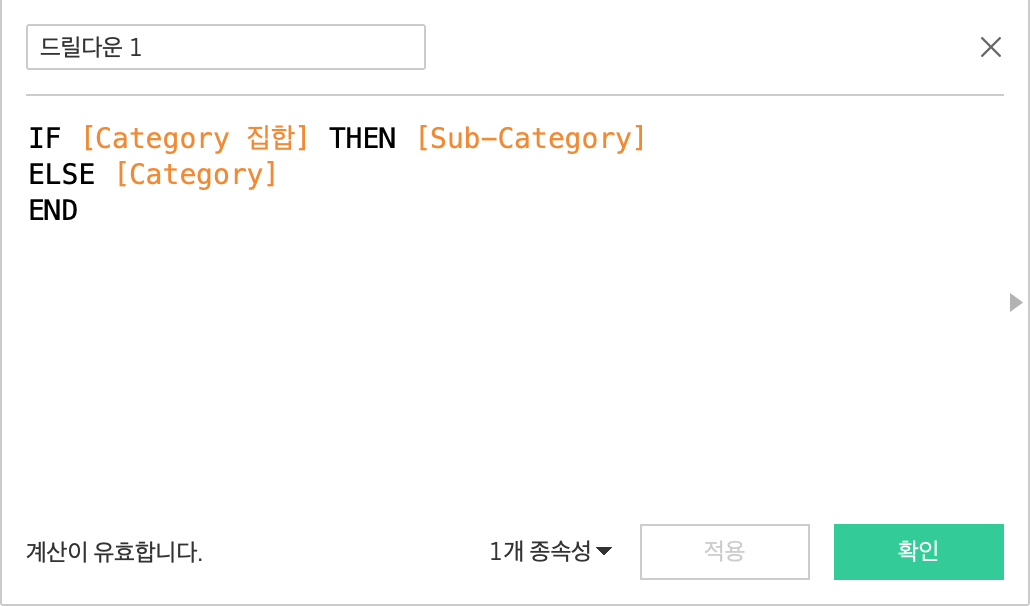 드릴다운 1
IF [Category 집합] THEN [Sub-Category]
ELSE [Category]
END
계산이 유효합니다. 1개 종속성 적용 확인